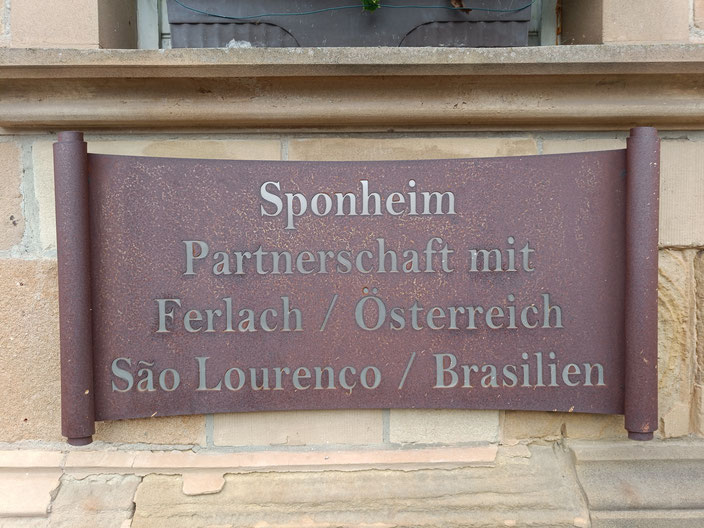 Sponheim
Partnerschaft mit
Ferlach / Österreich
São Lourenço / Brasilien